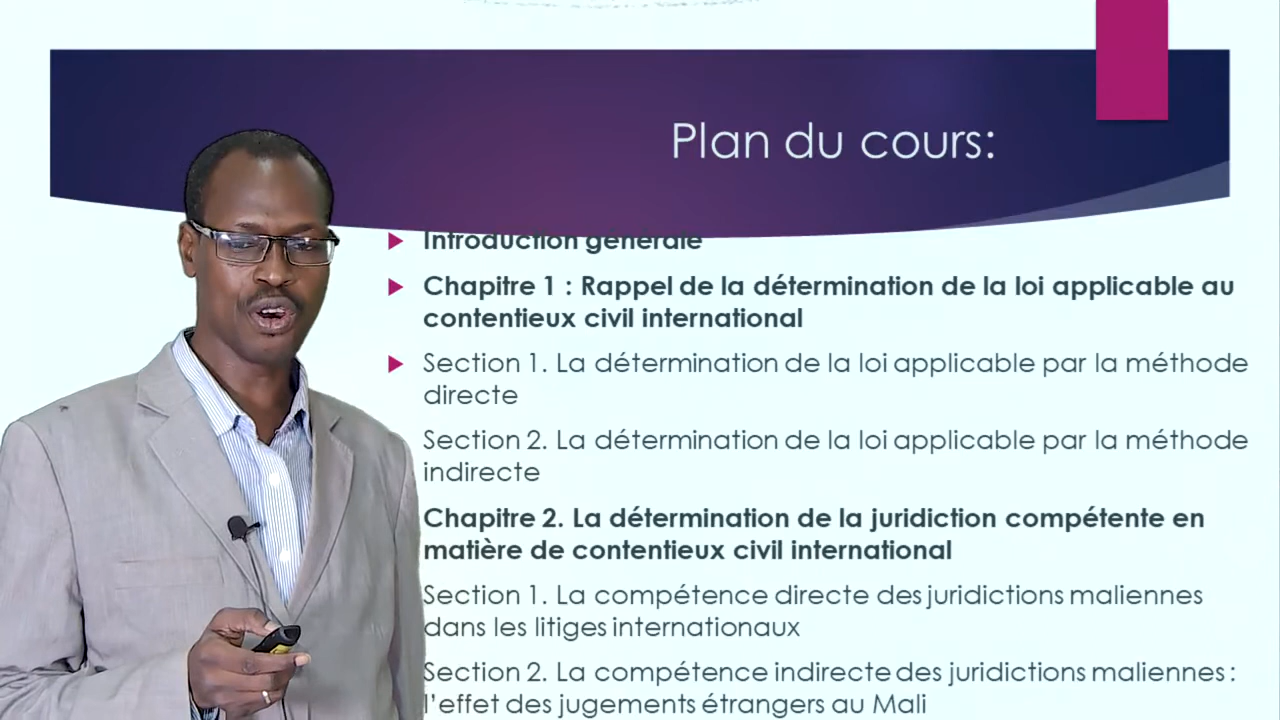 Plan du cours:
Introduction générale
Chapitre 1 : Rappel de la détermination de la loi applicable au
contentieux civil international
Section 1. La détermination de la loi applicable par la méthode
directe
Section 2. La détermination de la loi applicable par la méthode
indirecte
Chapitre 2. La détermination de la juridiction compétente en
matière de contentieux civil international
Section 1. La compétence directe des juridictions maliennes
dans les litiges internationaux
Section 2. La compétence indirecte des juridictions maliennes :
l'effet des jugements étrangers au Mali